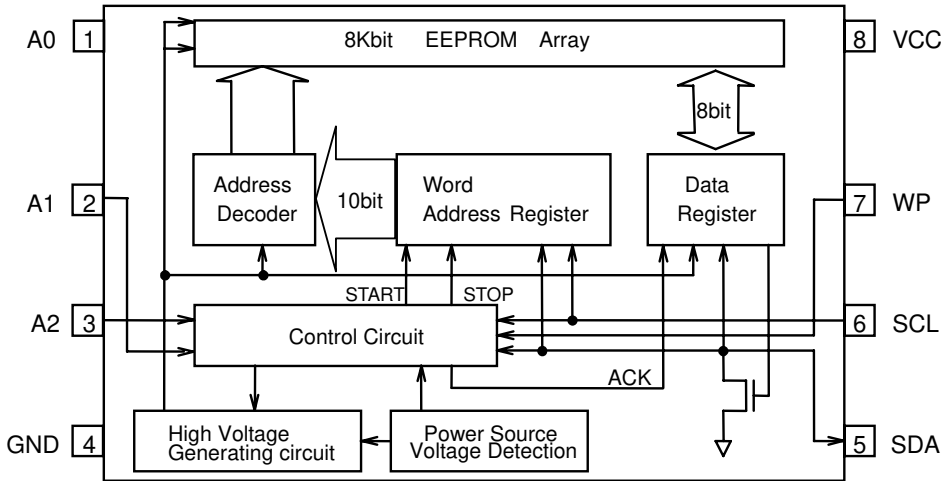 A0 1
8Kbit EEPROM Array
8 VCC
8bit
A1 2
Address
Decoder
10bit
Word
Address Register
Data
Register
7 WP
START
STOP
A2 3
Control Circuit
6 SCL
ACK
GND 4
High Voltage
Generating circuit
Power Source
Voltage Detection
5 SDA